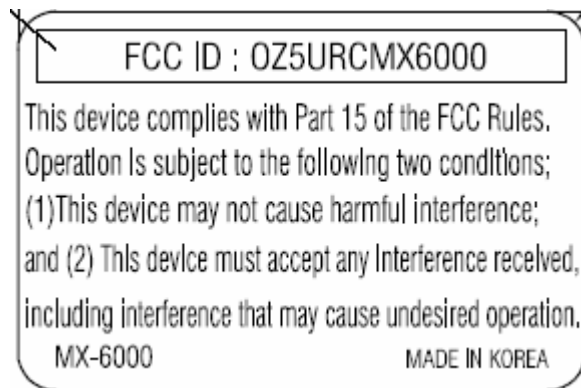 FCC ID : OZ5URCMX6000
This device complies with Part 15 of the FCC Rules.
Operation is subject to the following two conditions;
(1)This device may not cause harmful interference;
and (2) This device must accept any interference received,
including interference that may cause undesired operation.
MX-6000 MADE IN KOREA